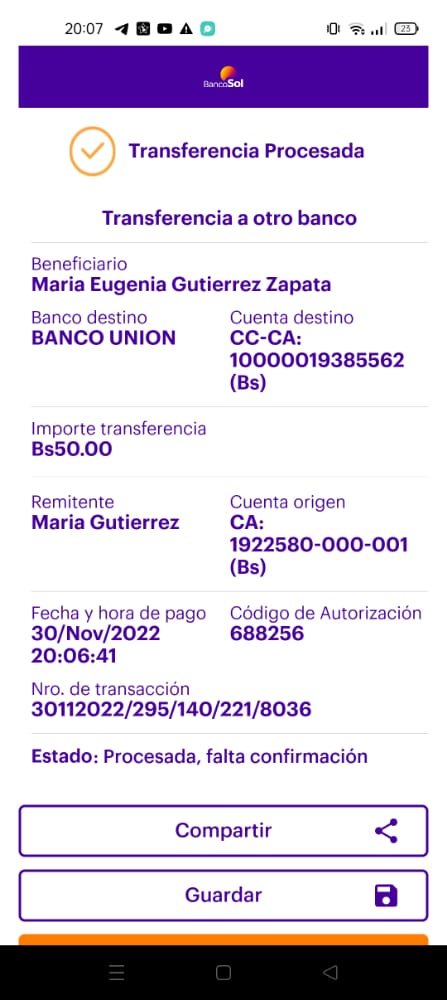 20:07
23
BancoSol
Transferencia Procesada
Transferencia a otro banco
Beneficiario
Maria Eugenia Gutierrez Zapata
Banco destino
BANCO UNION
Cuenta destino
CC-CA:
10000019385562
(Bs)
Importe transferencia
Bs50.00
Remitente
Maria Gutierrez
Cuenta origen
CA:
1922580-000-001
(Bs)
Fecha y hora de pago
30/Nov/2022
20:06:41
Código de Autorización
688256
Nro. de transacción
30112022/295/140/221/8036
Estado: Procesada, falta confirmación
Compartir
Guardar